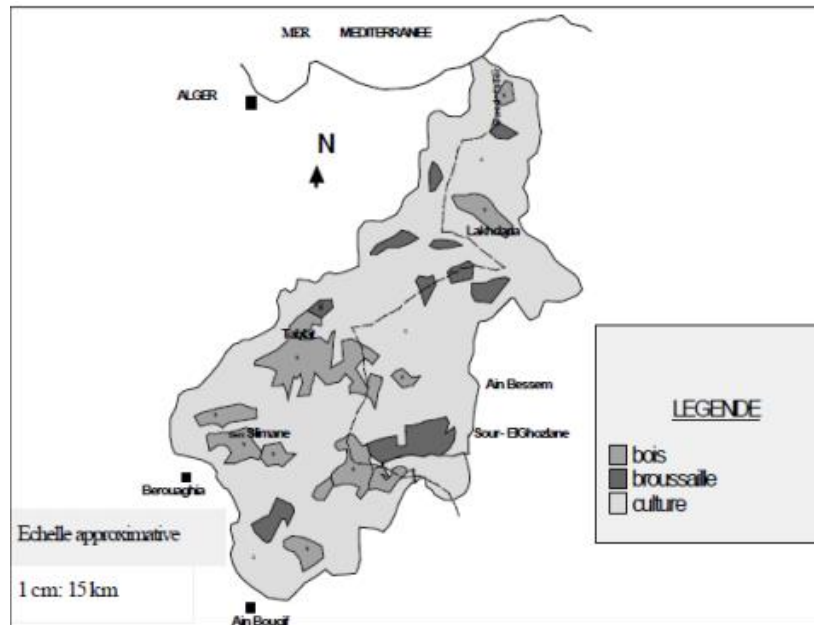 MER MEDITERRANEE
ALGER
N
Lakhdaria
Tablat
Ain Bessem
Slimane
Sour- ElGhozlane
Berouaghia
Ain Boucif
LEGENDE
bois
broussaille
culture
Echelle approximative
1 cm: 15 km